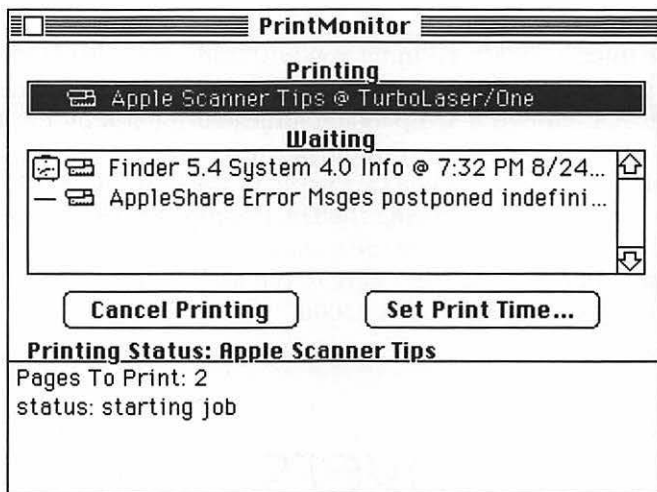 PrintMonitor
Printing
Apple Scanner Tips @ TurboLaser/One
Waiting
Finder 5.4 System 4.0 Info @ 7:32 PM 8/24...
— AppleShare Error Msges postponed indefini...
Cancel Printing
Set Print Time...
Printing Status: Apple Scanner Tips
Pages To Print: 2
status: starting job